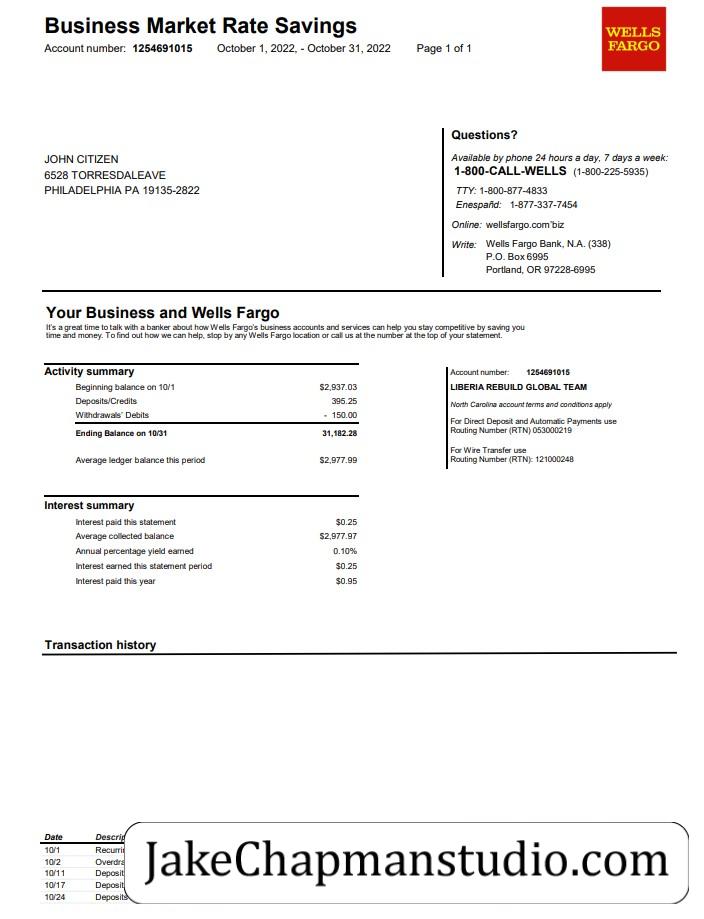 Business Market Rate Savings
Account number: 1254691015 October 1, 2022, - October 31, 2022 Page 1 of 1
WELLS
FARGO
JOHN CITIZEN
6528 TORRESDALEAVE
PHILADELPHIA PA 19135-2822
Questions?
Available by phone 24 hours a day, 7 days a week:
1-800-CALL-WELLS (1-800-225-5935)
TTY: 1-800-877-4833
Enespañd: 1-877-337-7454
Online: wellsfargo.com'biz
Write: Wells Fargo Bank, N.A. (338)
P.O. Box 6995
Portland, OR 97228-6995
Your Business and Wells Fargo
It's a great time to talk with a banker about how Wells Fargo's business accounts and services can help you stay competitive by saving you
time and money. To find out how we can help, stop by any Wells Fargo location or call us at the number at the top of your statement.
Activity summary
Beginning balance on 10/1 $2,937.03
Deposits/Credits 395.25
Withdrawals' Debits - 150.00
Ending Balance on 10/31 31,182.28
Average ledger balance this period $2,977.99
Account number: 1254691015
LIBERIA REBUILD GLOBAL TEAM
North Carolina account terms and conditions apply
For Direct Deposit and Automatic Payments use
Routing Number (RTN) 053000219
For Wire Transfer use
Routing Number (RTN): 121000248
Interest summary
Interest paid this statement $0.25
Average collected balance $2,977.97
Annual percentage yield earned 0.10%
Interest earned this statement period $0.25
Interest paid this year $0.95
Transaction history
Date Descrip
10/1 Recurri
10/2 Overdra
10/11 Deposit
10/17 Deposit
10/24 Deposits
JakeChapmanstudio.com